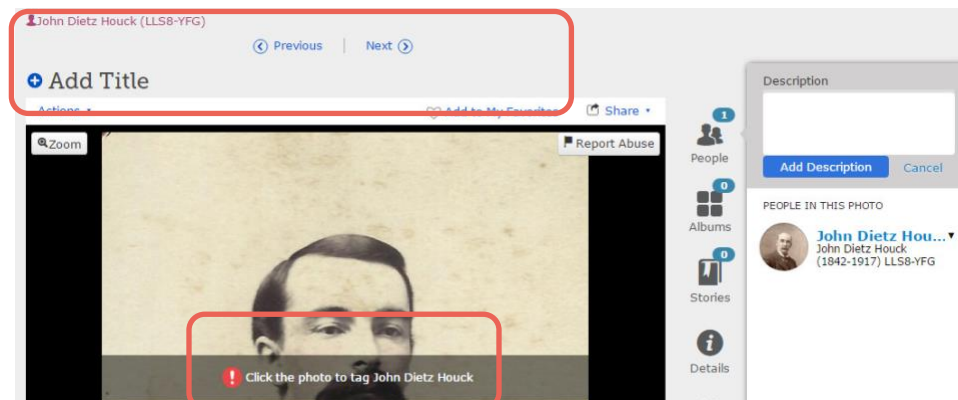 John Dietz Houck (LLS8-YFG)
Previous | Next
Add Title
Actions
Add to My Favorites
Share
Zoom
Report Abuse
Click the photo to tag John Dietz Houck
1
People
0
Albums
0
Stories
Details
Description
Add Description Cancel
PEOPLE IN THIS PHOTO
John Dietz Hou...
John Dietz Houck
(1842-1917) LLS8-YFG